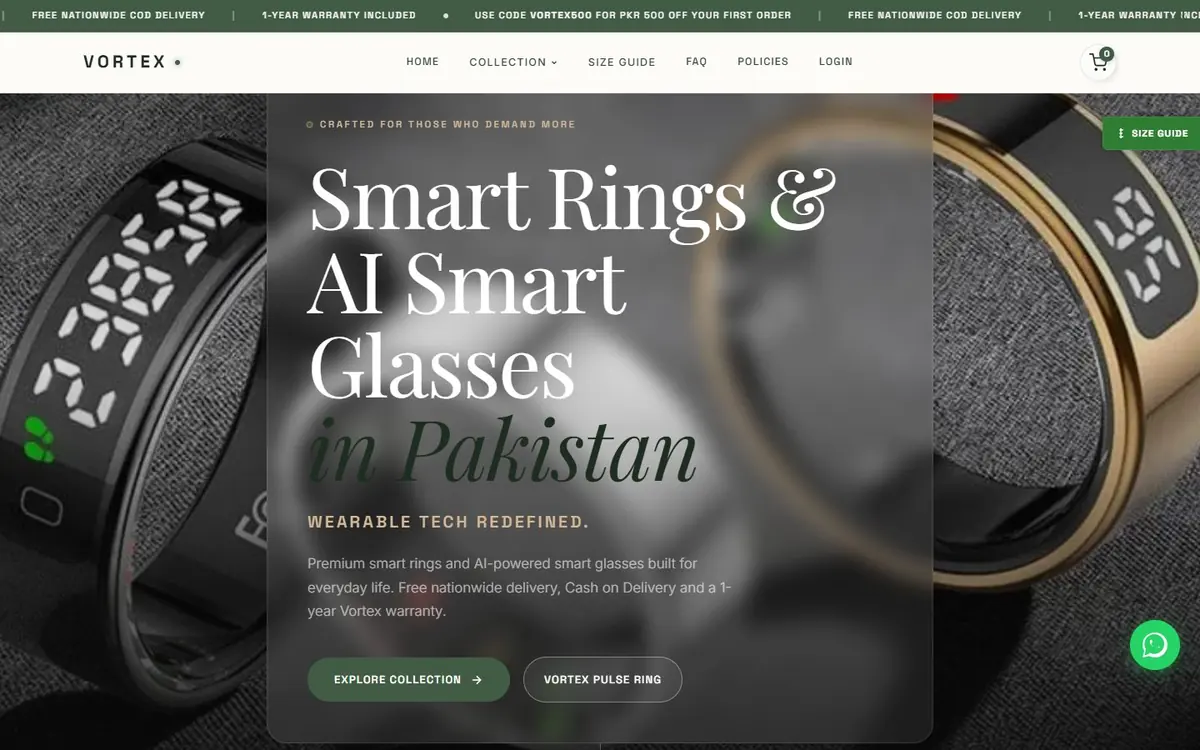 FREE NATIONWIDE COD DELIVERY | 1-YEAR WARRANTY INCLUDED • USE CODE VORTEX500 FOR PKR 500 OFF YOUR FIRST ORDER | FREE NATIONWIDE COD DELIVERY | 1-YEAR WARRANTY
VORTEX
HOME COLLECTION SIZE GUIDE FAQ POLICIES LOGIN
0
CRAFTED FOR THOSE WHO DEMAND MORE
SIZE GUIDE
Smart Rings &
AI Smart
Glasses
in Pakistan
WEARABLE TECH REDEFINED.
Premium smart rings and AI-powered smart glasses built for
everyday life. Free nationwide delivery, Cash on Delivery and a 1-
year Vortex warranty.
EXPLORE COLLECTION → VORTEX PULSE RING